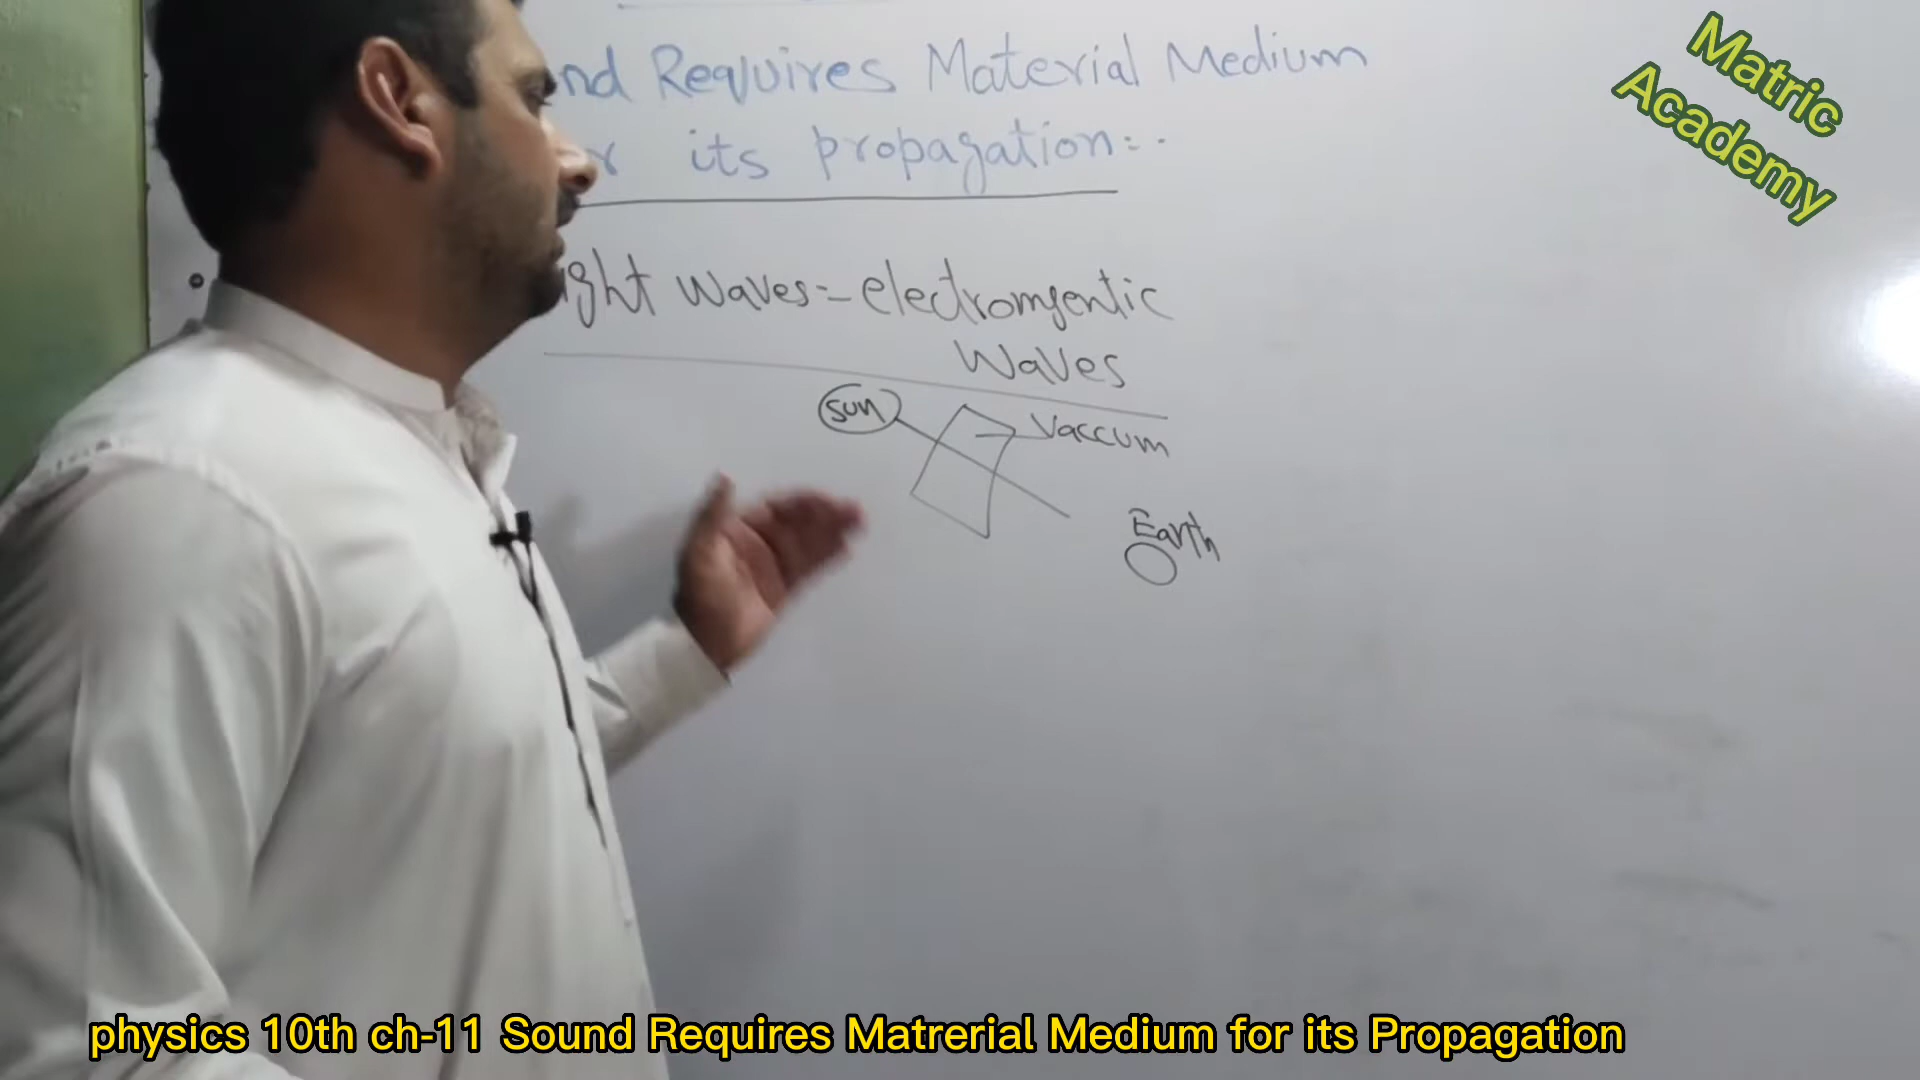 nd Requires Material Medium
r its propagation:-
ight Waves:- electromgentic
Waves
Sun
Vaccum
Earth
Matric
Academy
physics 10th ch-11 Sound Requires Matrerial Medium for its Propagation